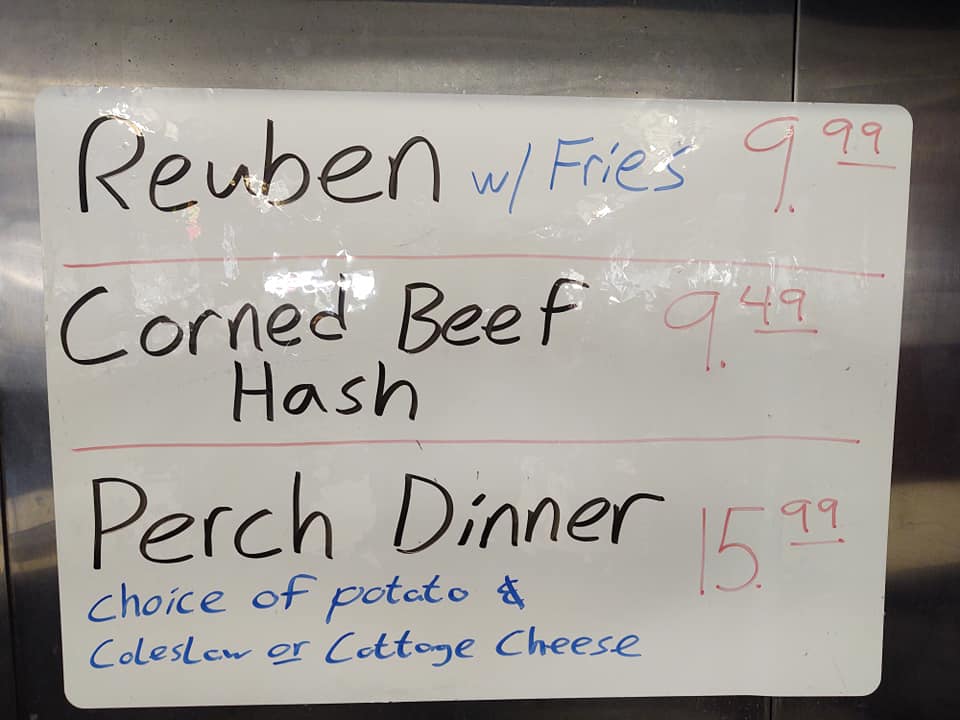 Reuben w/ Fries 9.99
Corned Beef 9.49
Hash
Perch Dinner 15.99
choice of potato &
Coleslaw or Cottage Cheese